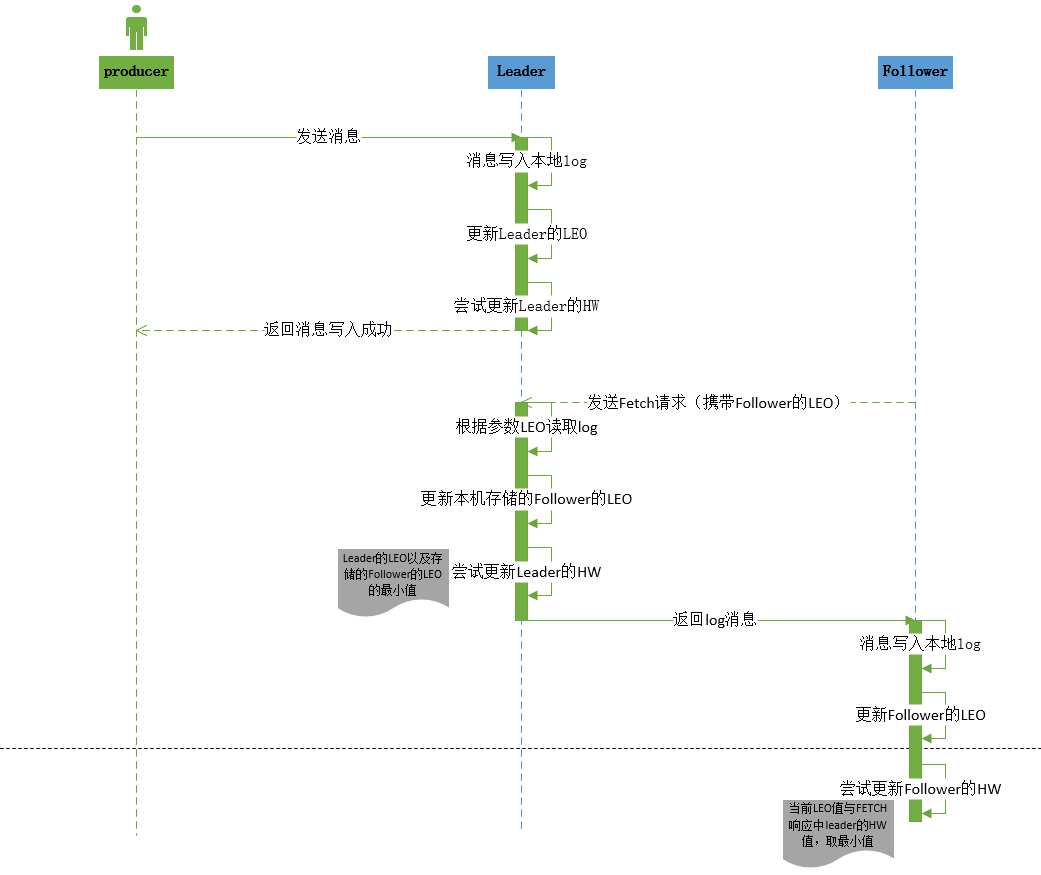 producer
Leader
Follower
发送消息
消息写入本地log
更新Leader的LEO
尝试更新Leader的HW
返回消息写入成功
发送Fetch请求（携带Follower的LEO）
根据参数LEO读取log
更新本机存储的Follower的LEO
Leader的LEO以及存
储的Follower的LEO
的最小值
尝试更新Leader的HW
返回log消息
消息写入本地log
更新Follower的LEO
尝试更新Follower的HW
当前LEO值与FETCH
响应中leader的HW
值，取最小值